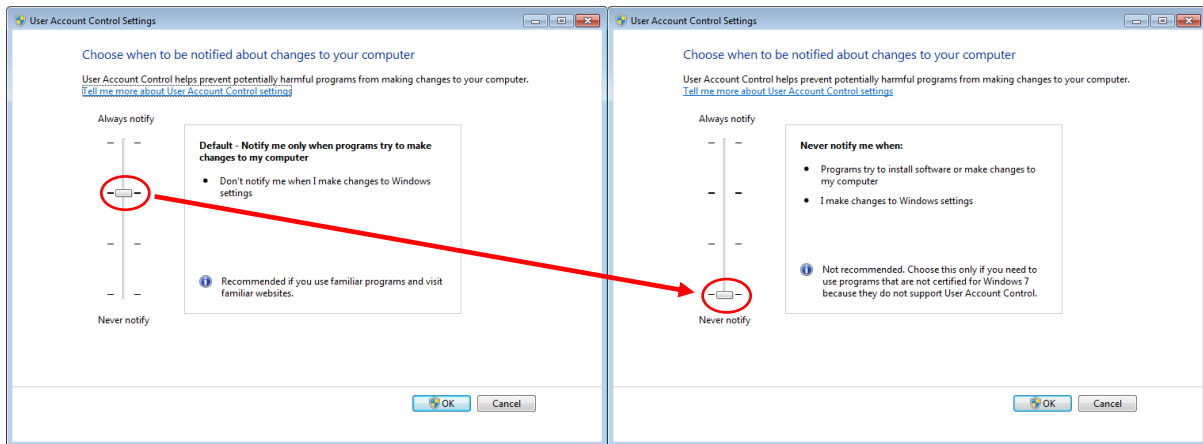 User Account Control Settings
Choose when to be notified about changes to your computer
User Account Control helps prevent potentially harmful programs from making changes to your computer.
Tell me more about User Account Control settings
Always notify
Default - Notify me only when programs try to make
changes to my computer
• Don't notify me when I make changes to Windows
settings
Recommended if you use familiar programs and visit
familiar websites.
Never notify
OK
Cancel
User Account Control Settings
Choose when to be notified about changes to your computer
User Account Control helps prevent potentially harmful programs from making changes to your computer.
Tell me more about User Account Control settings
Always notify
Never notify me when:
• Programs try to install software or make changes to
my computer
• I make changes to Windows settings
Not recommended. Choose this only if you need to
use programs that are not certified for Windows 7
because they do not support User Account Control.
Never notify
OK
Cancel